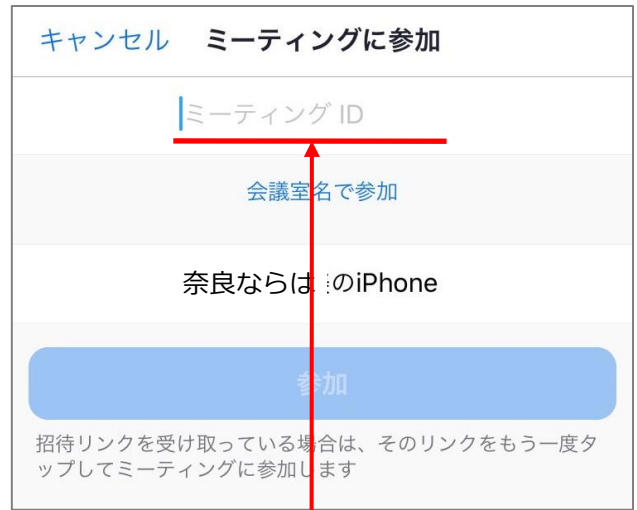 キャンセル ミーティングに参加
ミーティング ID
会議室名で参加
奈良ならは のiPhone
参加
招待リンクを受け取っている場合は、そのリンクをもう一度タ
ップしてミーティングに参加します